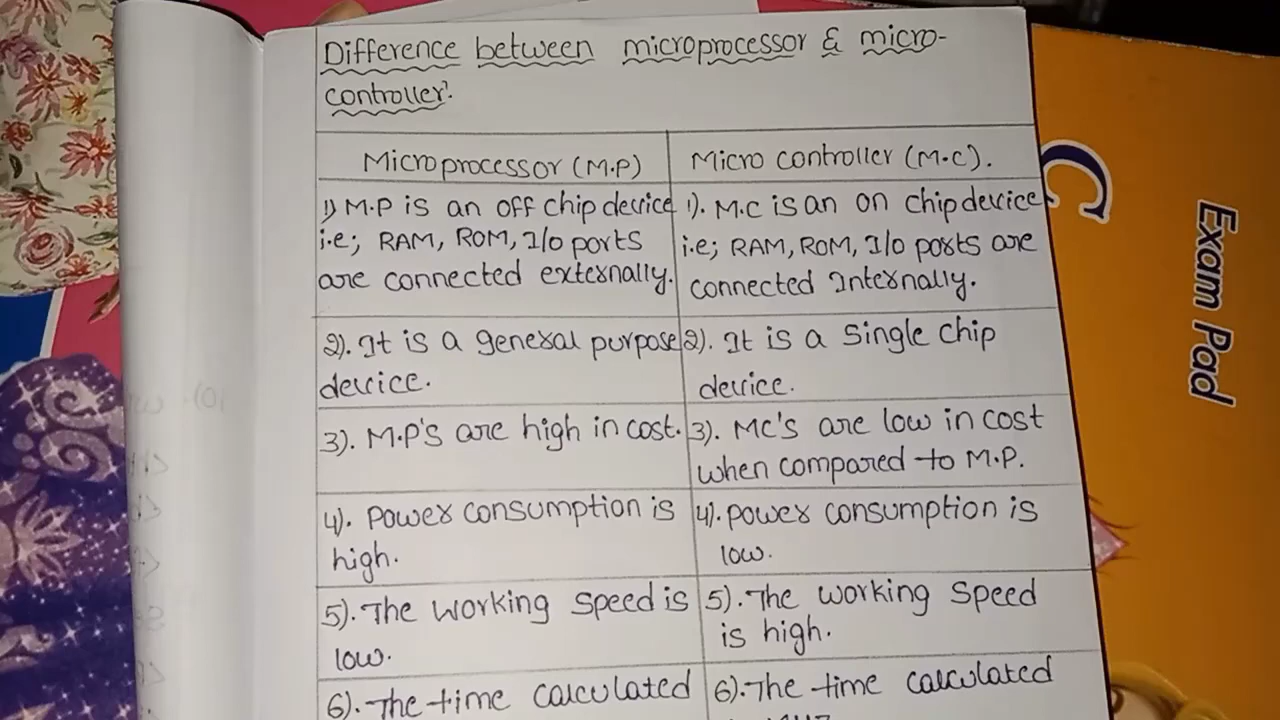 Difference between microprocessor & micro-
controller.
Microprocessor (M.P)
1) M.P is an off chip device
i.e; RAM, ROM, I/o ports
are connected externally.
2). It is a general purpose
device.
3). M.P's are high in cost.
4). Power consumption is
high.
5). The working speed is
low.
6). The time calculated
Micro controller (M.C).
1). M.C is an on chip device
i.e; RAM, ROM, I/o ports are
connected Internally.
2). It is a Single chip
device.
3). MC's are low in cost
when compared to M.P.
4). Power consumption is
low.
5). The working speed
is high.
6). The time calculated
C
Exam Pad